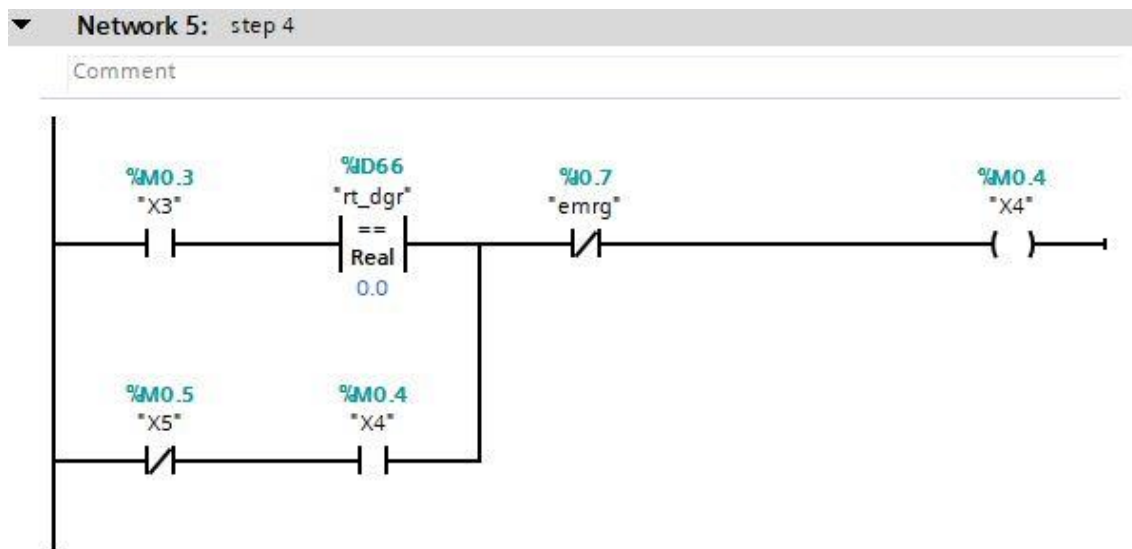 Network 5: step 4
Comment
%M0.3
"X3"
%ID66
"rt_dgr"
==
Real
0.0
%I0.7
"emrg"
%M0.4
"X4"
%M0.5
"X5"
%M0.4
"X4"